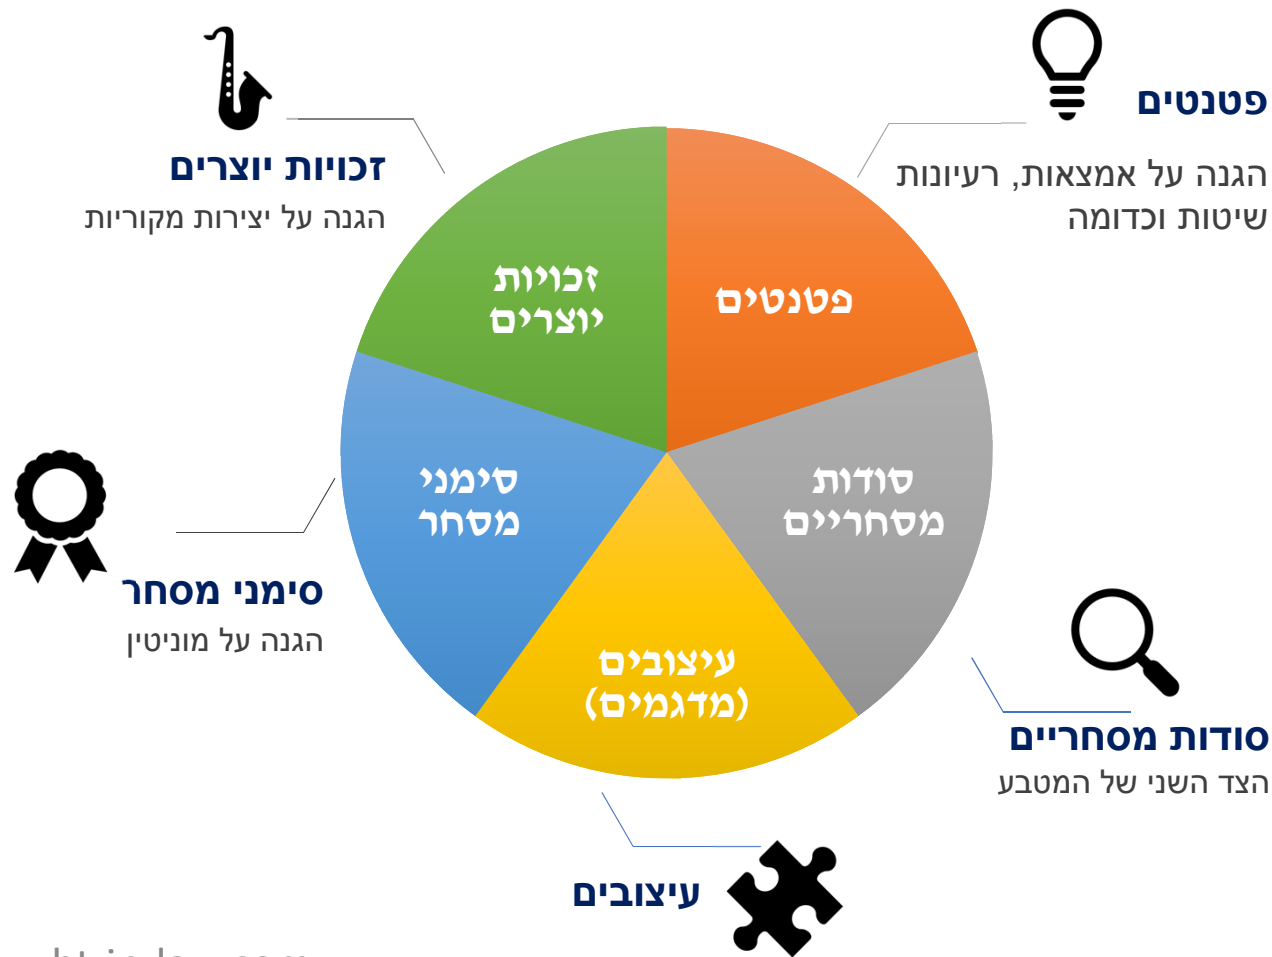 פטנטים
הגנה על אמצאות, רעיונות
שיטות וכדומה
זכויות יוצרים
הגנה על יצירות מקוריות
זכויות
יוצרים
פטנטים
סימני
מסחר
סודות
מסחריים
עיצובים
(מדגמים)
סימני מסחר
הגנה על מוניטין
סודות מסחריים
הצד השני של המטבע
עיצובים